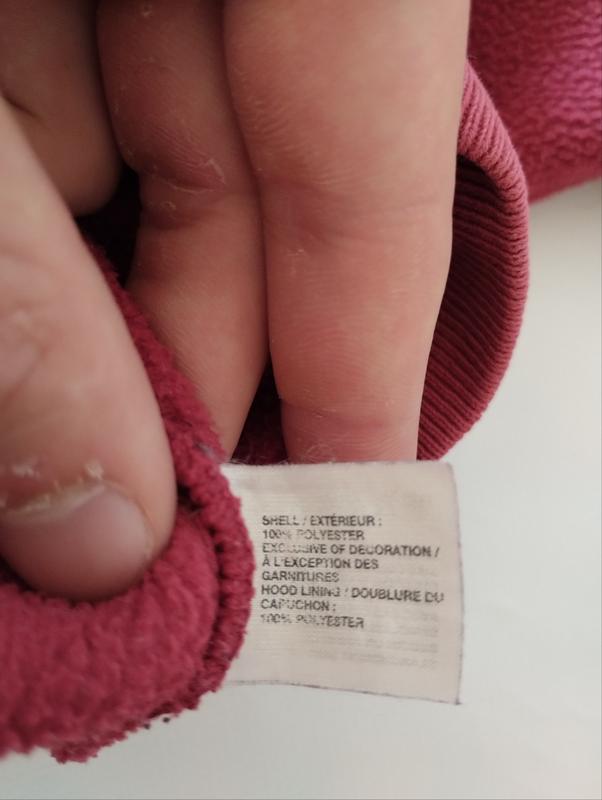 SHELL / EXTÉRIEUR :
100% POLYESTER
EXCLUSIVE OF DECORATION /
À L'EXCEPTION DES
GARNITURES
HOOD LINING / DOUBLURE DU
CAPUCHON :
100% POLYESTER